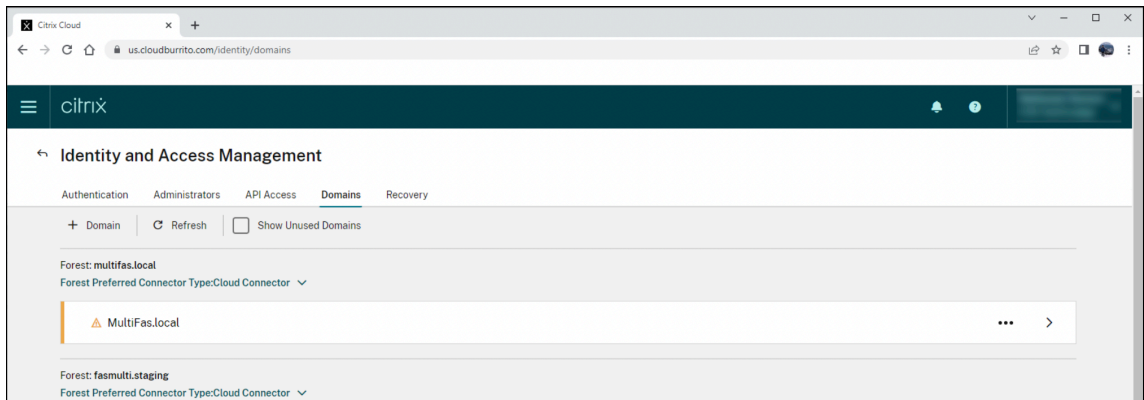 Citrix Cloud
us.cloudburrito.com/identity/domains
citrix
Identity and Access Management
Authentication Administrators API Access Domains Recovery
+ Domain Refresh Show Unused Domains
Forest: multifas.local
Forest Preferred Connector Type:Cloud Connector
MultiFas.local
Forest: fasmulti.staging
Forest Preferred Connector Type:Cloud Connector